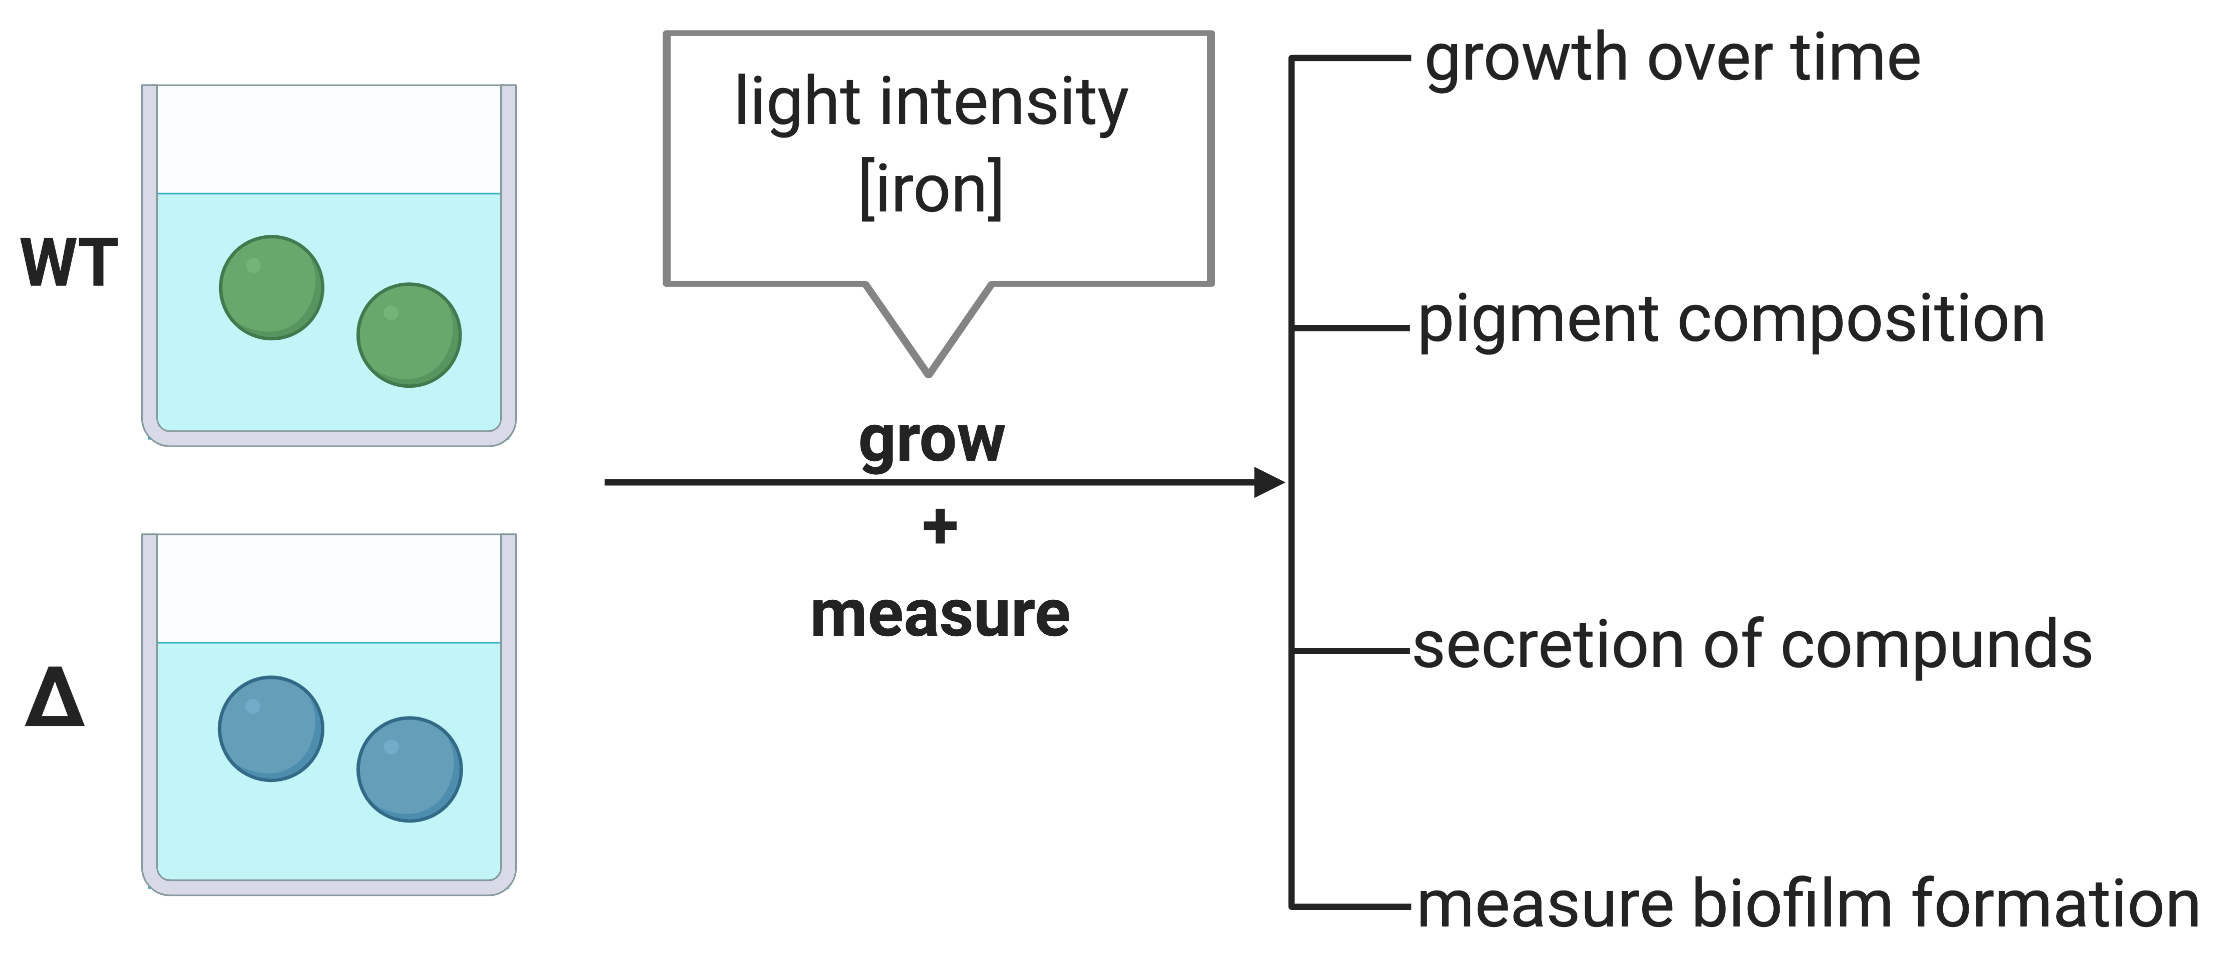 WT
Δ
light intensity
[iron]
grow
+
measure
growth over time
pigment composition
secretion of compunds
measure biofilm formation